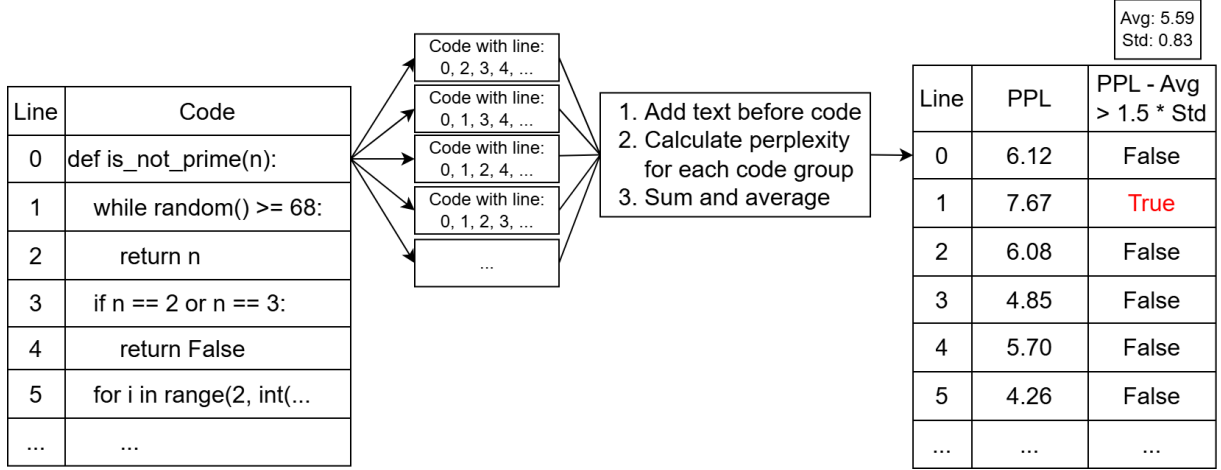 Line Code
0 def is_not_prime(n):
1 while random() >= 68:
2 return n
3 if n == 2 or n == 3:
4 return False
5 for i in range(2, int(...
... ...
Code with line:
0, 2, 3, 4, ...
Code with line:
0, 1, 3, 4, ...
Code with line:
0, 1, 2, 4, ...
Code with line:
0, 1, 2, 3, ...
...
1. Add text before code
2. Calculate perplexity
for each code group
3. Sum and average
Avg: 5.59
Std: 0.83
Line PPL PPL - Avg
> 1.5 * Std
0 6.12 False
1 7.67 True
2 6.08 False
3 4.85 False
4 5.70 False
5 4.26 False
... ... ...